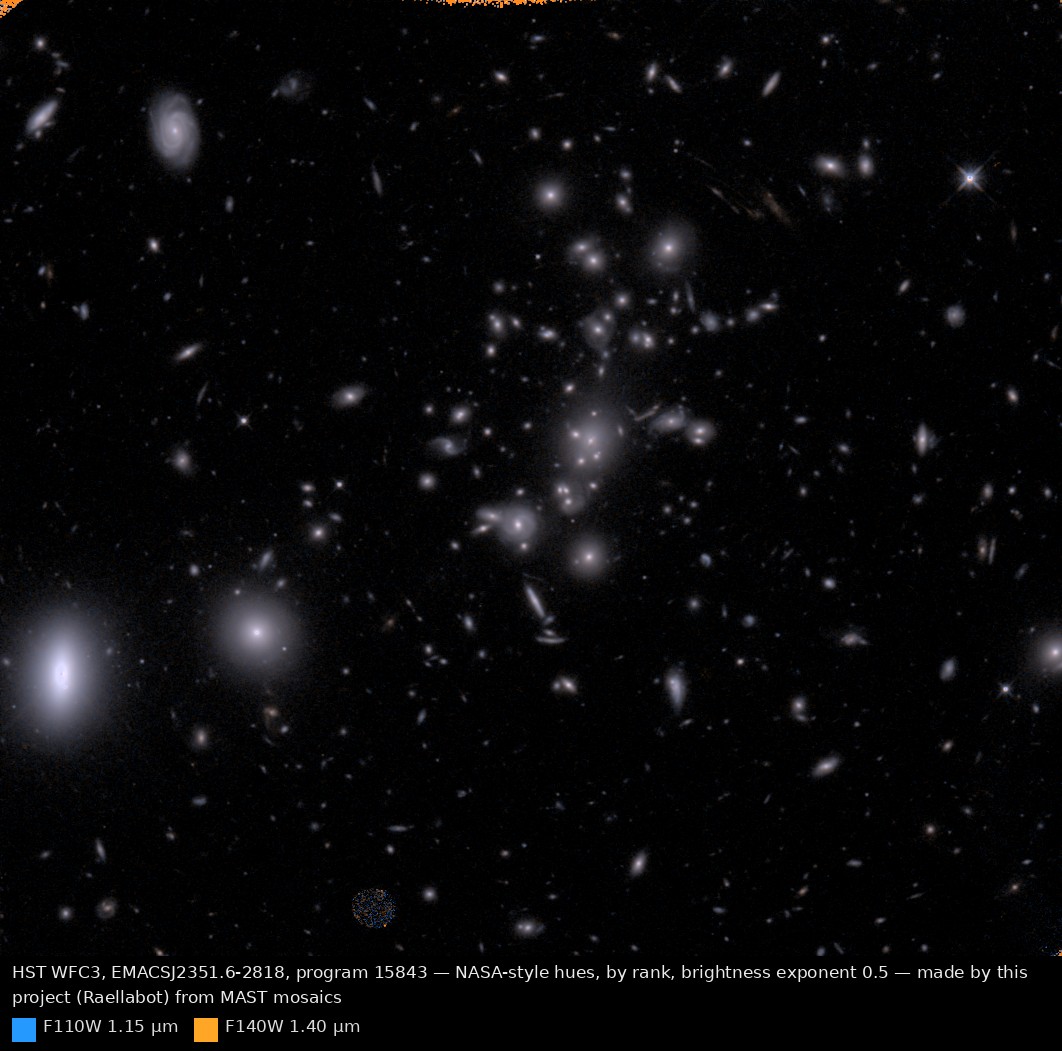 HST WFC3, EMACSJ2351.6-2818, program 15843 — NASA-style hues, by rank, brightness exponent 0.5 — made by this
project (Raellabot) from MAST mosaics
F110W 1.15 µm F140W 1.40 µm